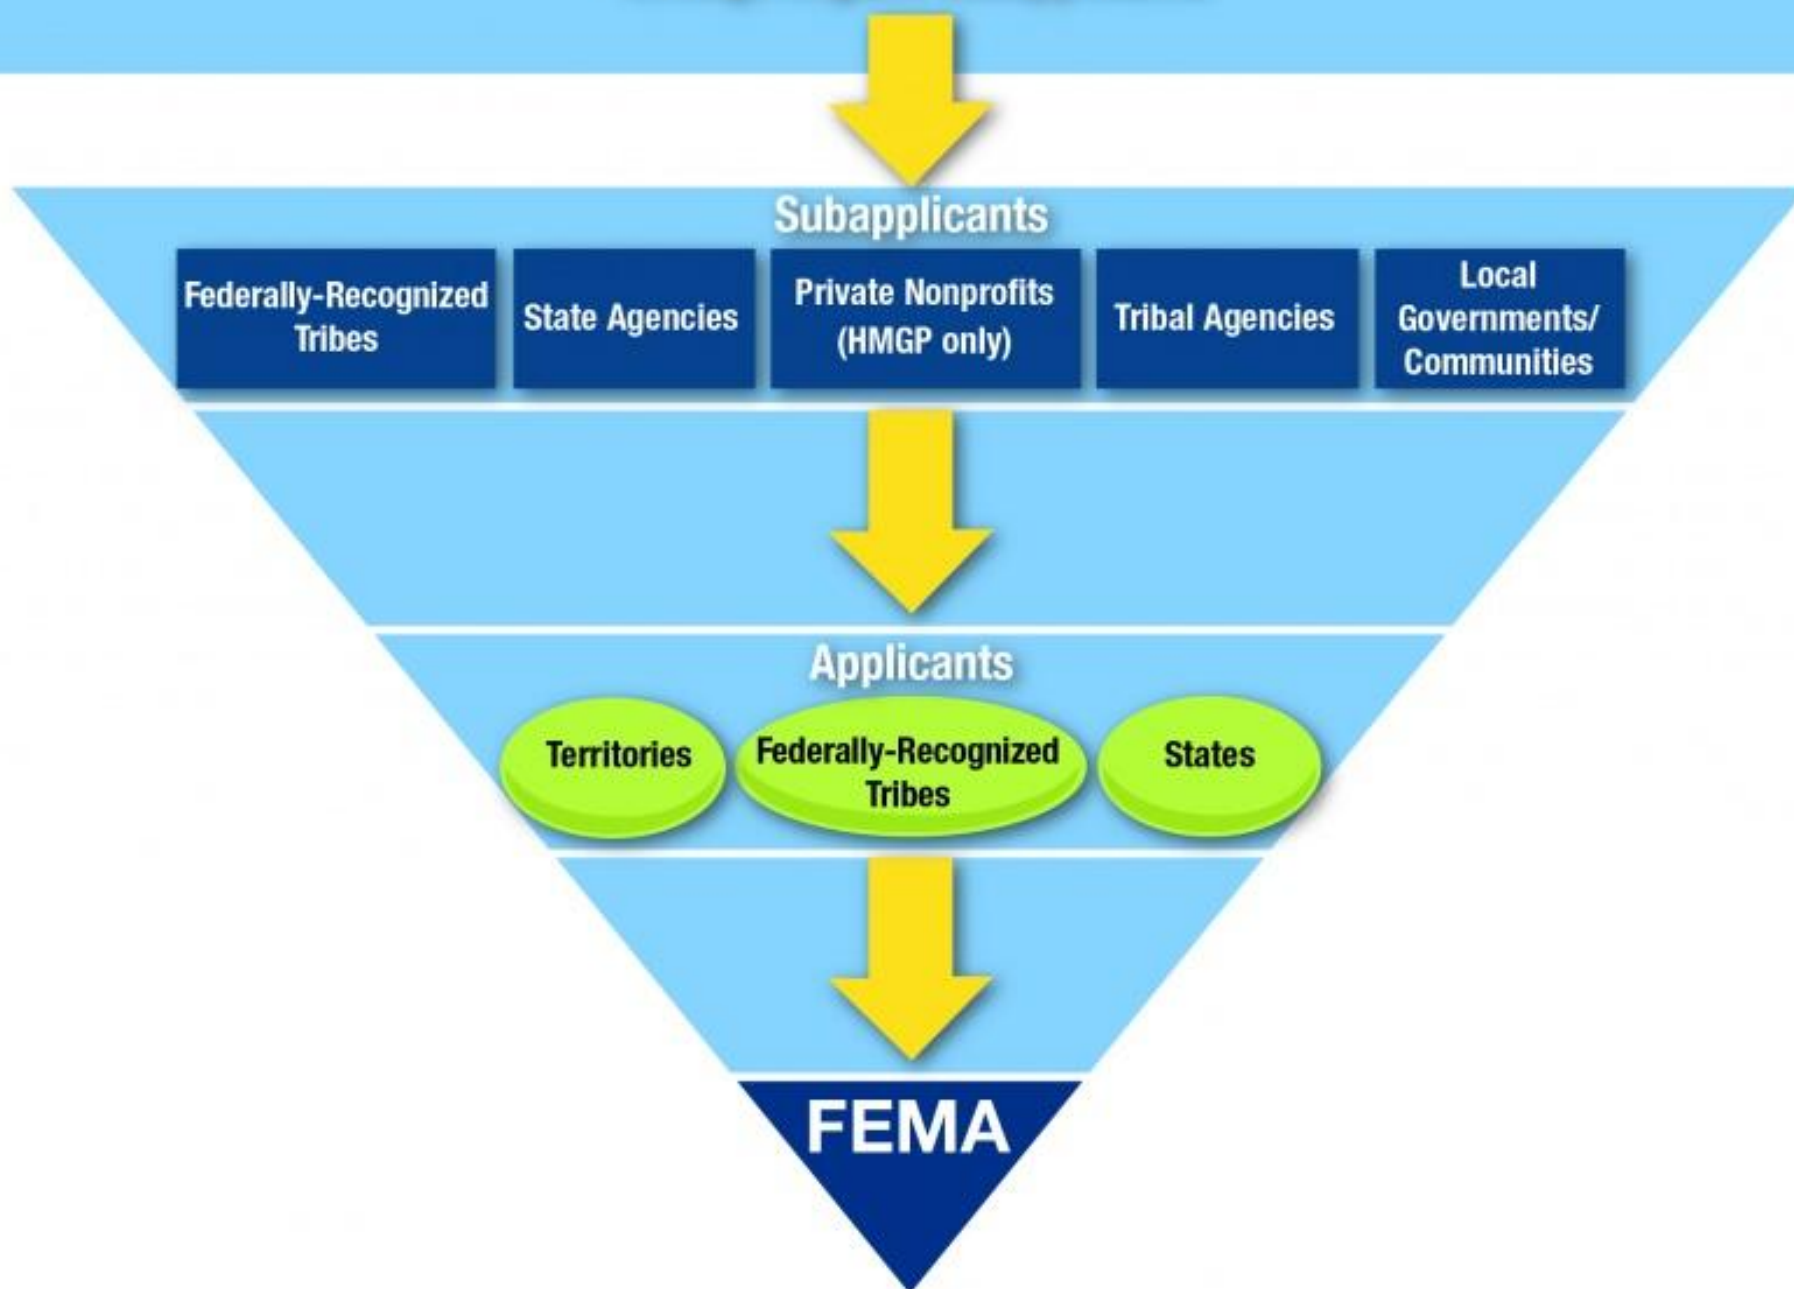 Subapplicants
Federally-Recognized
Tribes
State Agencies
Private Nonprofits
(HMGP only)
Tribal Agencies
Local
Governments/
Communities
Applicants
Territories
Federally-Recognized
Tribes
States
FEMA